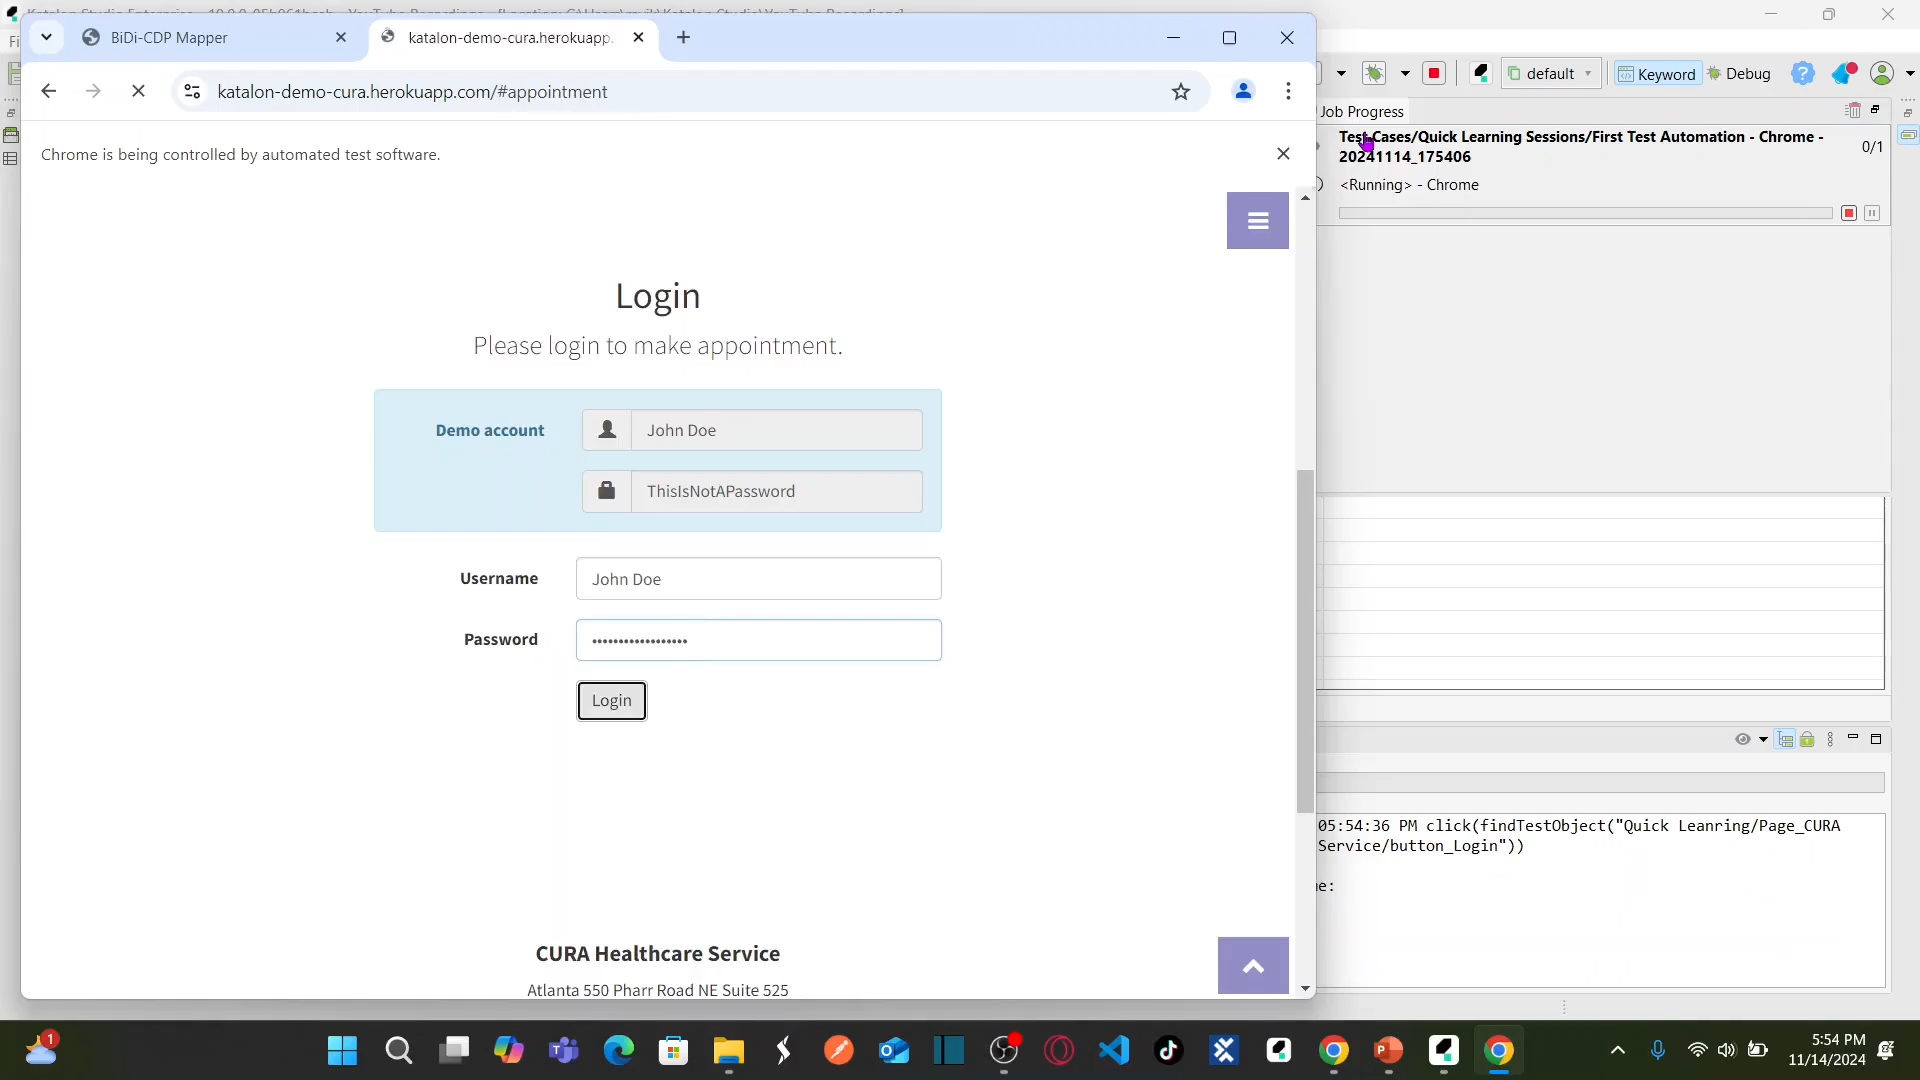 BiDi-CDP Mapper
katalon-demo-cura.herokuapp.
katalon-demo-cura.herokuapp.com/#appointment
default
Keyword
Debug
Chrome is being controlled by automated test software.
Login
Please login to make appointment.
Demo account
John Doe
ThisIsNotAPassword
Username
John Doe
Password
••••••••••••••••••
Login
CURA Healthcare Service
Atlanta 550 Pharr Road NE Suite 525
Job Progress
Test Cases/Quick Learning Sessions/First Test Automation - Chrome -
20241114_175406
0/1
<Running> - Chrome
05:54:36 PM click(findTestObject("Quick Leanring/Page_CURA
Service/button_Login"))
me:
1
5:54 PM
11/14/2024